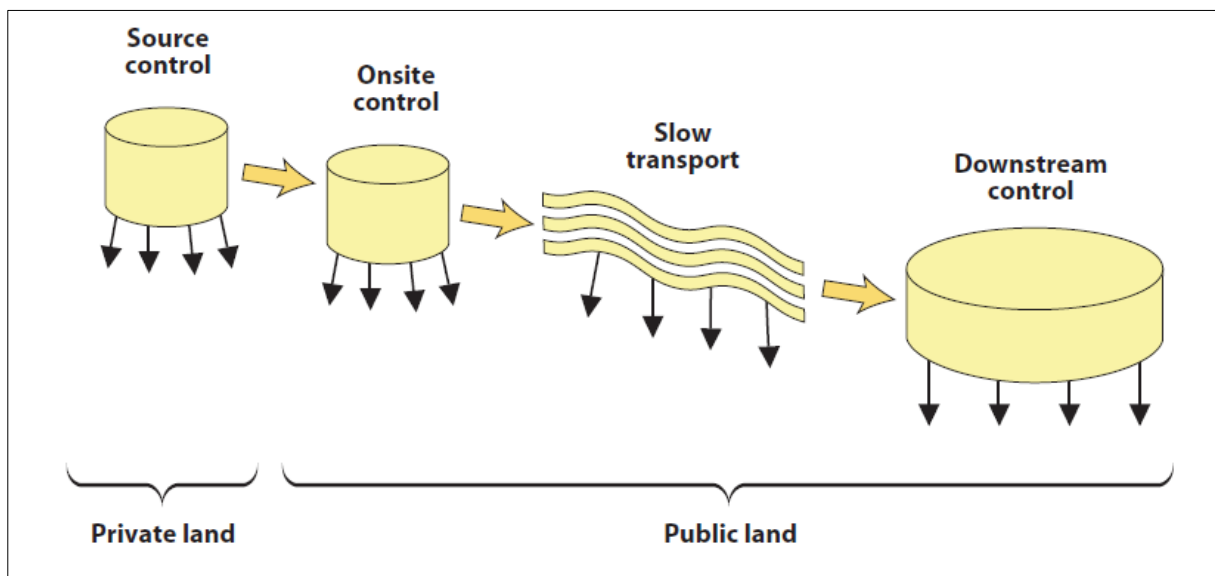 Source
control
Onsite
control
Slow
transport
Downstream
control
Private land
Public land